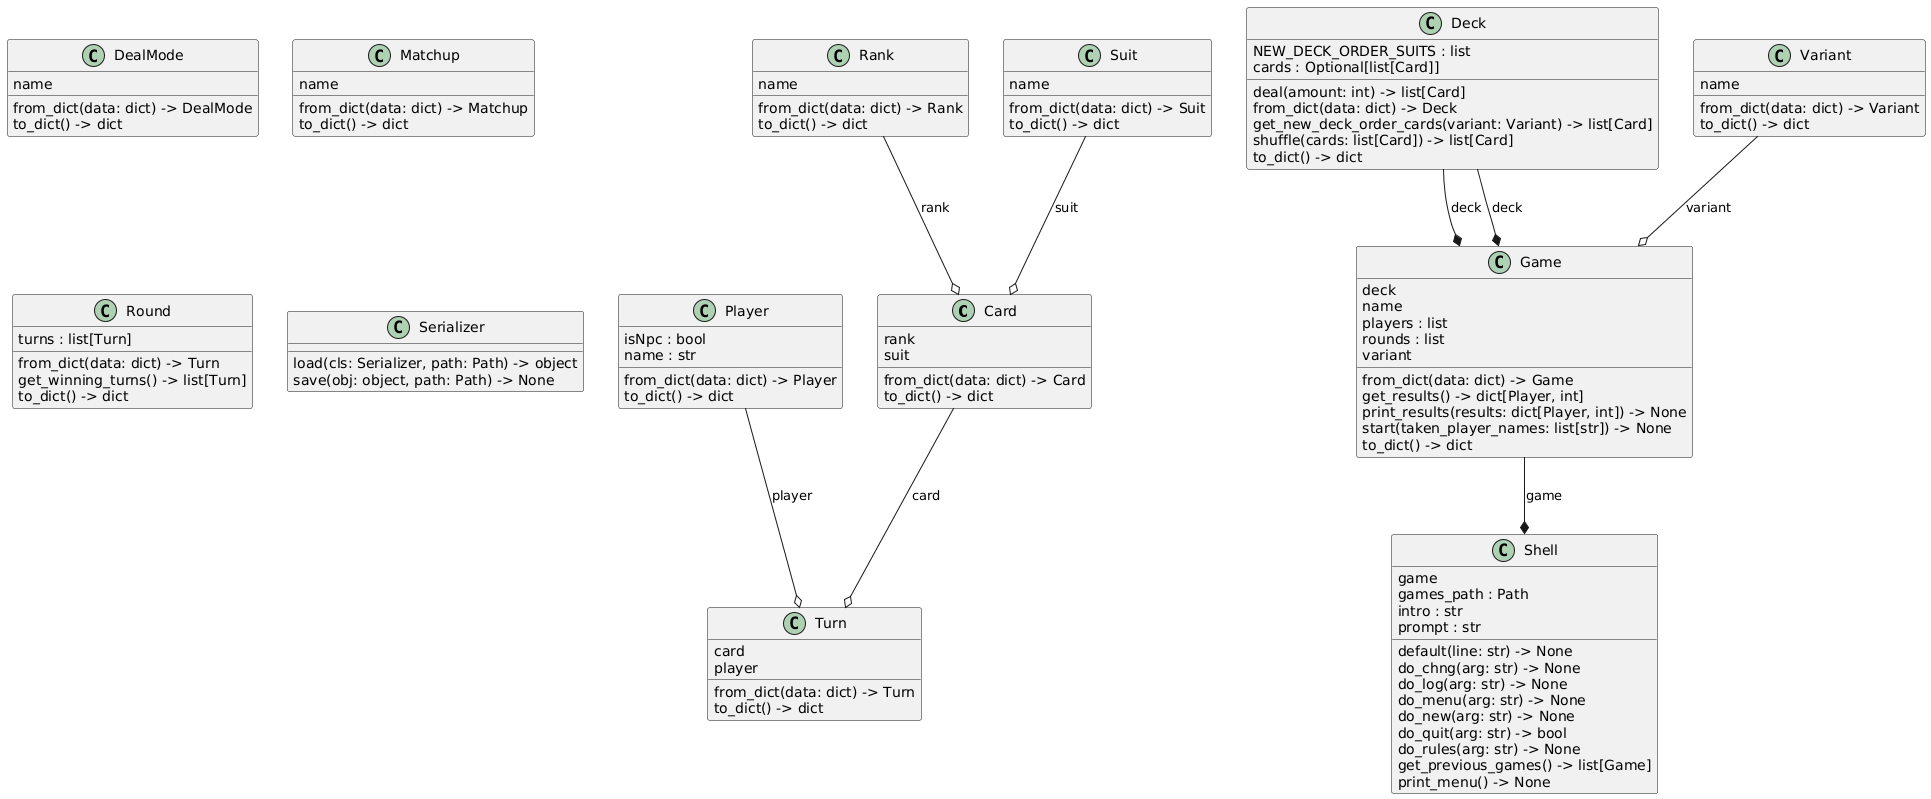 C DealMode
name
from_dict(data: dict) -> DealMode
to_dict() -> dict
C Matchup
name
from_dict(data: dict) -> Matchup
to_dict() -> dict
C Rank
name
from_dict(data: dict) -> Rank
to_dict() -> dict
C Suit
name
from_dict(data: dict) -> Suit
to_dict() -> dict
C Deck
NEW_DECK_ORDER_SUITS : list
cards : Optional[list[Card]]
deal(amount: int) -> list[Card]
from_dict(data: dict) -> Deck
get_new_deck_order_cards(variant: Variant) -> list[Card]
shuffle(cards: list[Card]) -> list[Card]
to_dict() -> dict
C Variant
name
from_dict(data: dict) -> Variant
to_dict() -> dict
rank
suit
deck
deck
variant
C Round
turns : list[Turn]
from_dict(data: dict) -> Turn
get_winning_turns() -> list[Turn]
to_dict() -> dict
C Serializer
load(cls: Serializer, path: Path) -> object
save(obj: object, path: Path) -> None
C Player
isNpc : bool
name : str
from_dict(data: dict) -> Player
to_dict() -> dict
C Card
rank
suit
from_dict(data: dict) -> Card
to_dict() -> dict
C Game
deck
name
players : list
rounds : list
variant
from_dict(data: dict) -> Game
get_results() -> dict[Player, int]
print_results(results: dict[Player, int]) -> None
start(taken_player_names: list[str]) -> None
to_dict() -> dict
player
card
game
C Turn
card
player
from_dict(data: dict) -> Turn
to_dict() -> dict
C Shell
game
games_path : Path
intro : str
prompt : str
default(line: str) -> None
do_chng(arg: str) -> None
do_log(arg: str) -> None
do_menu(arg: str) -> None
do_new(arg: str) -> None
do_quit(arg: str) -> bool
do_rules(arg: str) -> None
get_previous_games() -> list[Game]
print_menu() -> None